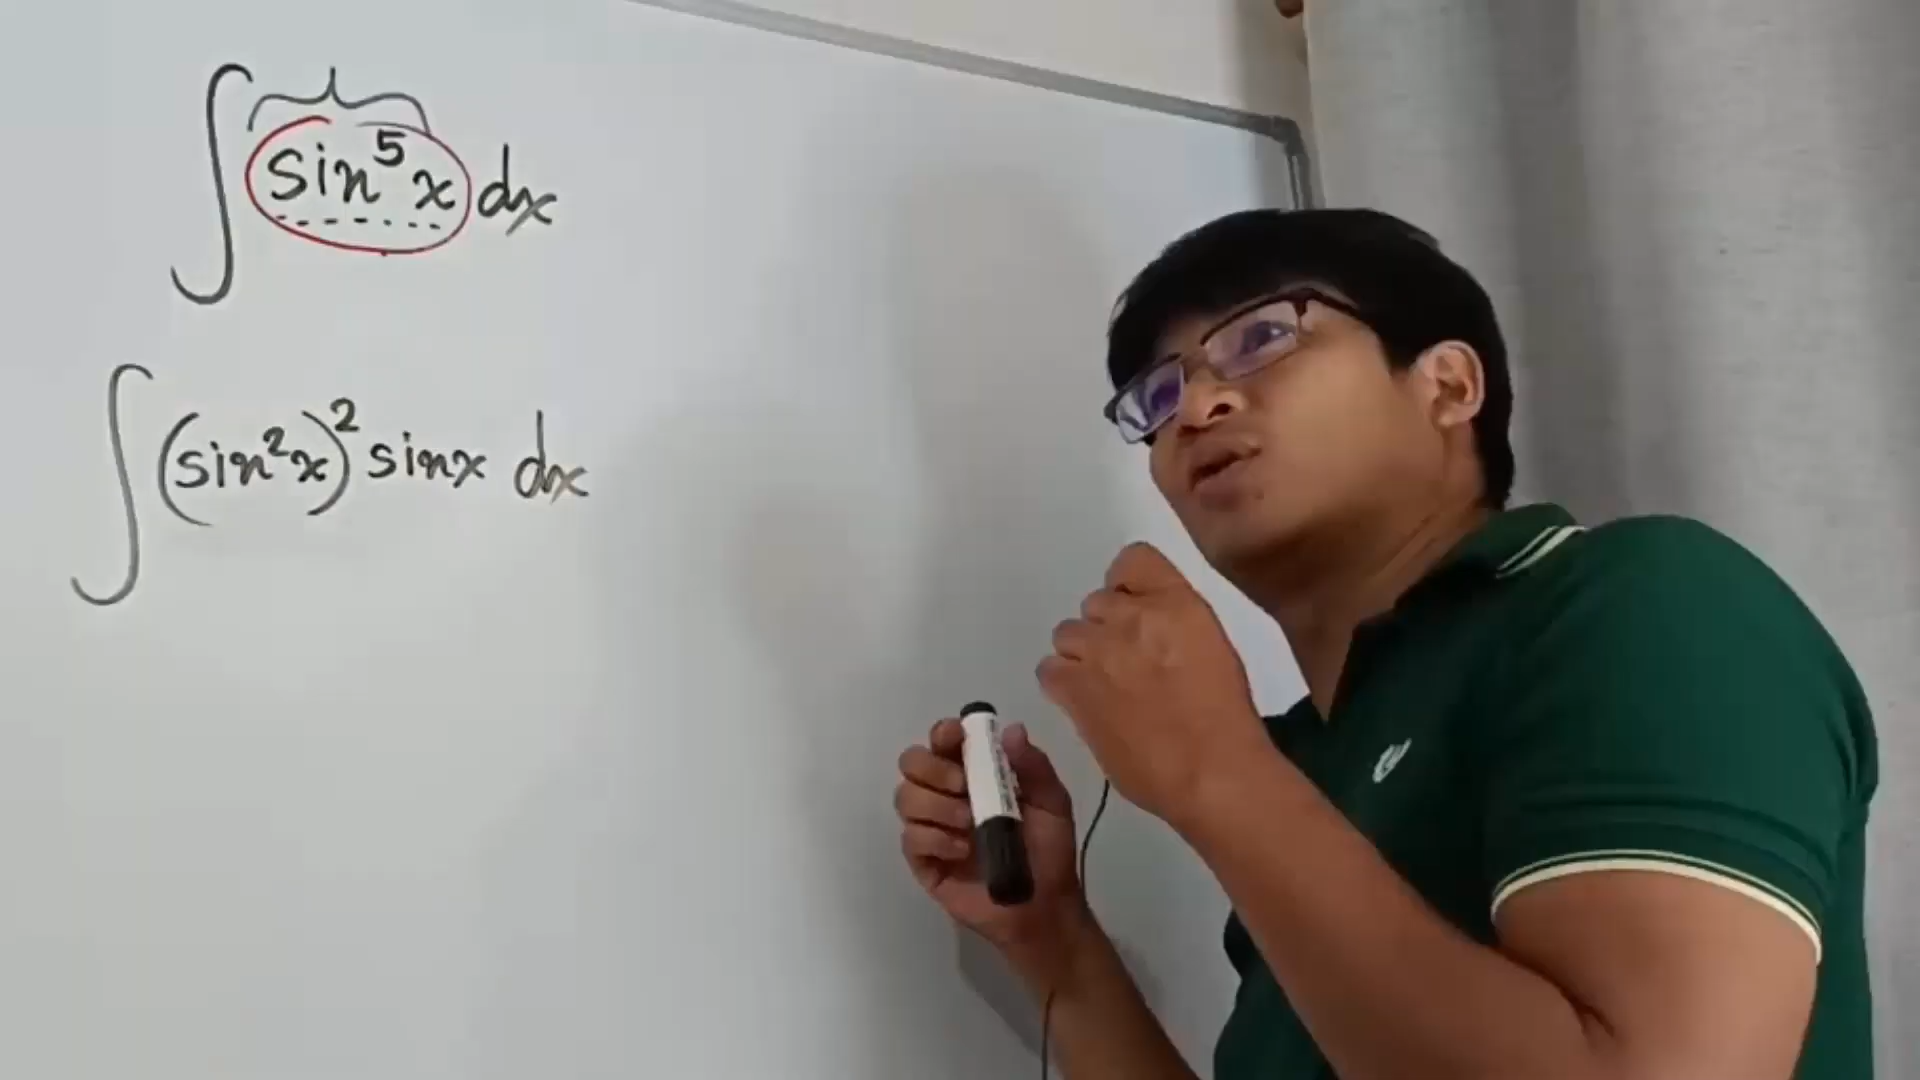 ∫ sin⁵x dx
∫ (sin²x)² sinx dx